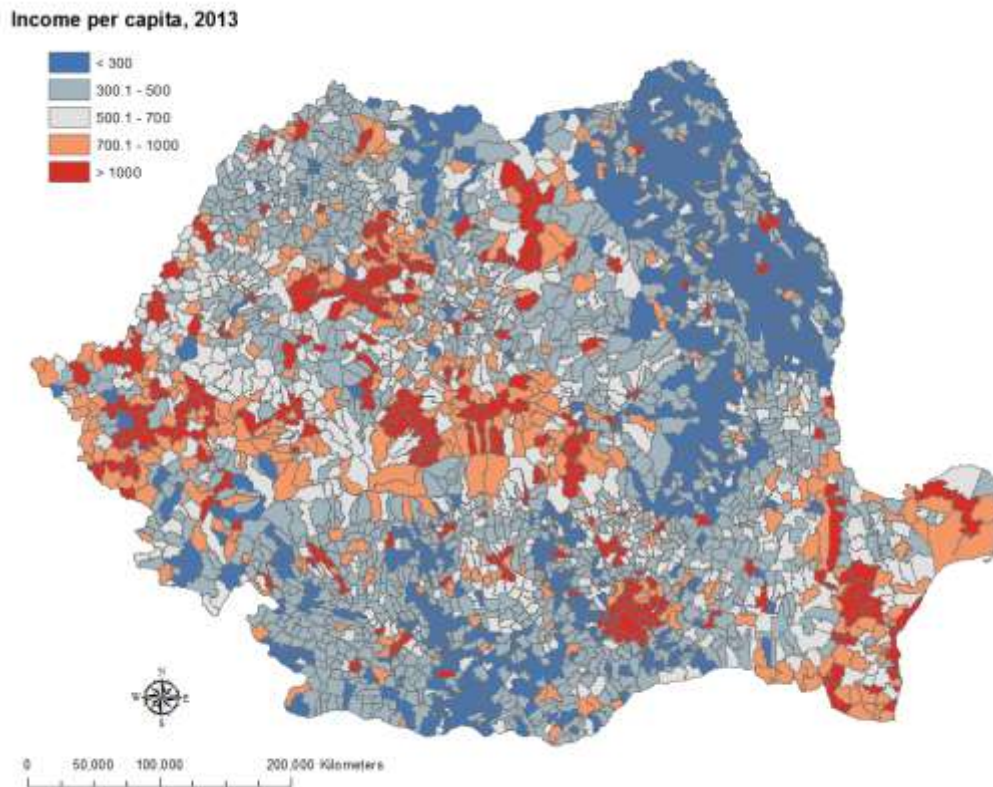 Income per capita, 2013
< 300
300.1 - 500
500.1 - 700
700.1 - 1000
> 1000
N
W E
S
0 50,000 100,000 200,000 Kilometers